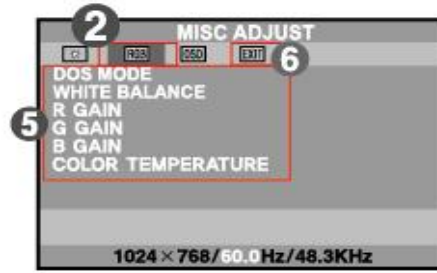 2
MISC ADJUST
RGB OSD EXIT
6
DOS MODE
WHITE BALANCE
R GAIN
5
G GAIN
B GAIN
COLOR TEMPERATURE
1024×768/60.0Hz/48.3KHz